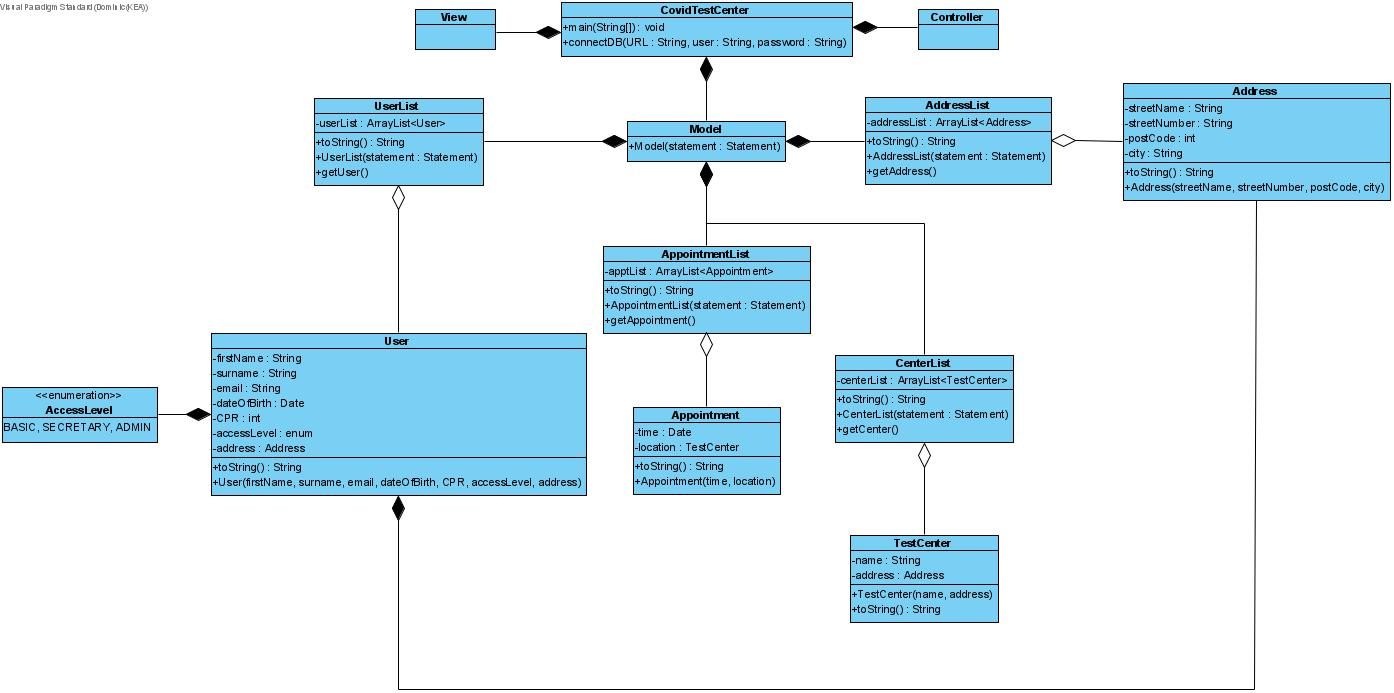 Visual Paradigm Standard (Dominic(KEA))
View
CovidTestCenter
+main(String[]) : void
+connectDB(URL : String, user : String, password : String)
Controller
UserList
-userList : ArrayList<User>
+toString() : String
+UserList(statement : Statement)
+getUser()
Model
+Model(statement : Statement)
AddressList
-addressList : ArrayList<Address>
+toString() : String
+AddressList(statement : Statement)
+getAddress()
Address
-streetName : String
-streetNumber : String
-postCode : int
-city : String
+toString() : String
+Address(streetName, streetNumber, postCode, city)
AppointmentList
-apptList : ArrayList<Appointment>
+toString() : String
+AppointmentList(statement : Statement)
+getAppointment()
User
-firstName : String
-surname : String
-email : String
-dateOfBirth : Date
-CPR : int
-accessLevel : enum
-address : Address
+toString() : String
+User(firstName, surname, email, dateOfBirth, CPR, accessLevel, address)
<<enumeration>>
AccessLevel
BASIC, SECRETARY, ADMIN
CenterList
-centerList : ArrayList<TestCenter>
+toString() : String
+CenterList(statement : Statement)
+getCenter()
Appointment
-time : Date
-location : TestCenter
+toString() : String
+Appointment(time, location)
TestCenter
-name : String
-address : Address
+TestCenter(name, address)
+toString() : String